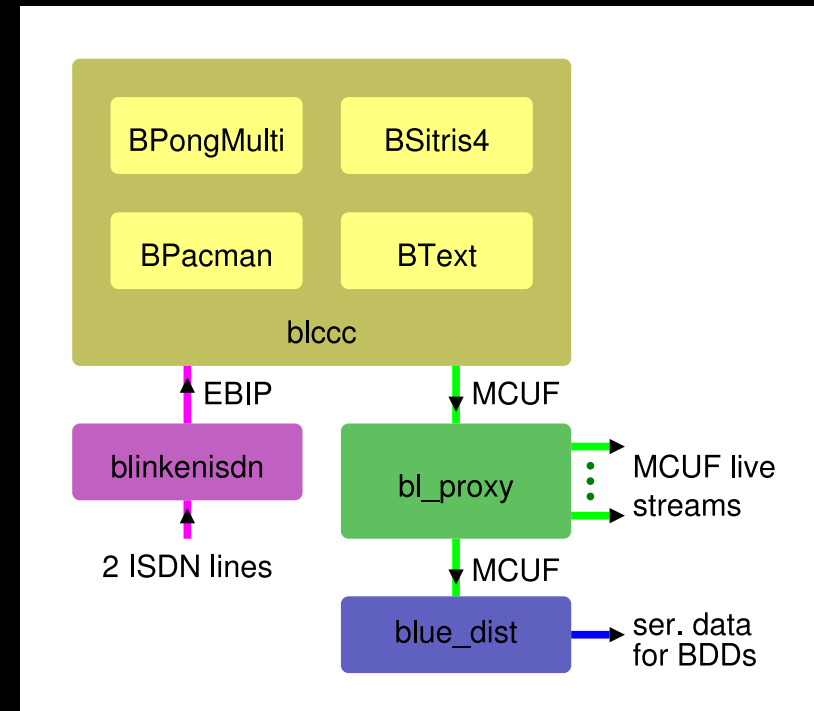 BPongMulti
BSitris4
BPacman
BText
blccc
EBIP
MCUF
blinkenisdn
bl_proxy
MCUF live
streams
2 ISDN lines
MCUF
blue_dist
ser. data
for BDDs